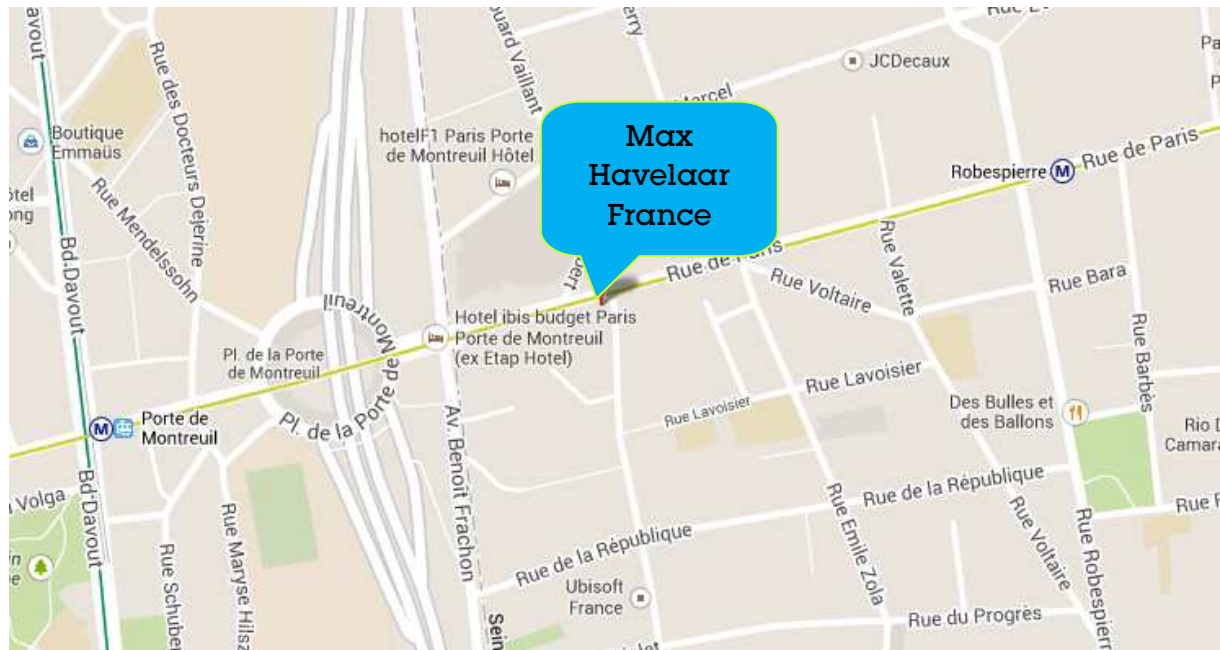 avout
Rue des Docteurs Dejerine
Boutique
Emmaüs
Rue Mendelssohn
Bd Davout
hotelF1 Paris Porte
de Montreuil Hôtel
Max
Havelaar
France
JCDecaux
Robespierre
M
Rue de Paris
Rue de Paris
Rue Valette
Rue Voltaire
Rue Bara
Rue Barbès
Hotel ibis budget Paris
Porte de Montreuil
(ex Etap Hotel)
Pl. de la Porte
de Montreuil
Pl. de la Porte de Montreuil
M
Porte de
Montreuil
Av. Benoit Frachon
Rue Lavoisier
Rue Lavoisier
Des Bulles et
des Ballons
Bd Davout
Volga
Rue Maryse Hilsz
Rue de la République
Rue de la République
Rue Emile Zola
Rue Voltaire
Rue Robespierr
Ubisoft
France
Rue du Progrès
Sein